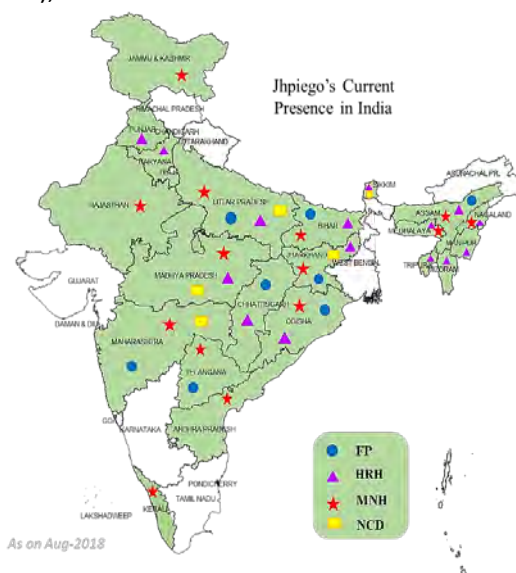 JAMMU & KASHMIR
Jhpiego's Current
Presence in India
HIMACHAL PRADESH
PUNJAB
CHANDIGARH
UTTARAKHAND
HARYANA
ARUNACHAL PR.
SIKKIM
RAJASTHAN
UTTAR PRADESH
ASSAM
NAGALAND
BIHAR
MEGHALAYA
MANIPUR
JHARKHAND
WEST BENGAL
TRIPURA
MIZORAM
GUJARAT
MADHYA PRADESH
CHHATTISGARH
DAMAN & DIU
ODISHA
MAHARASHTRA
TELANGANA
GOA
KARNATAKA
ANDHRA PRADESH
FP
HRH
MNH
NCD
PONDICHERRY
TAMIL NADU
KERALA
LAKSHADWEEP
As on Aug-2018